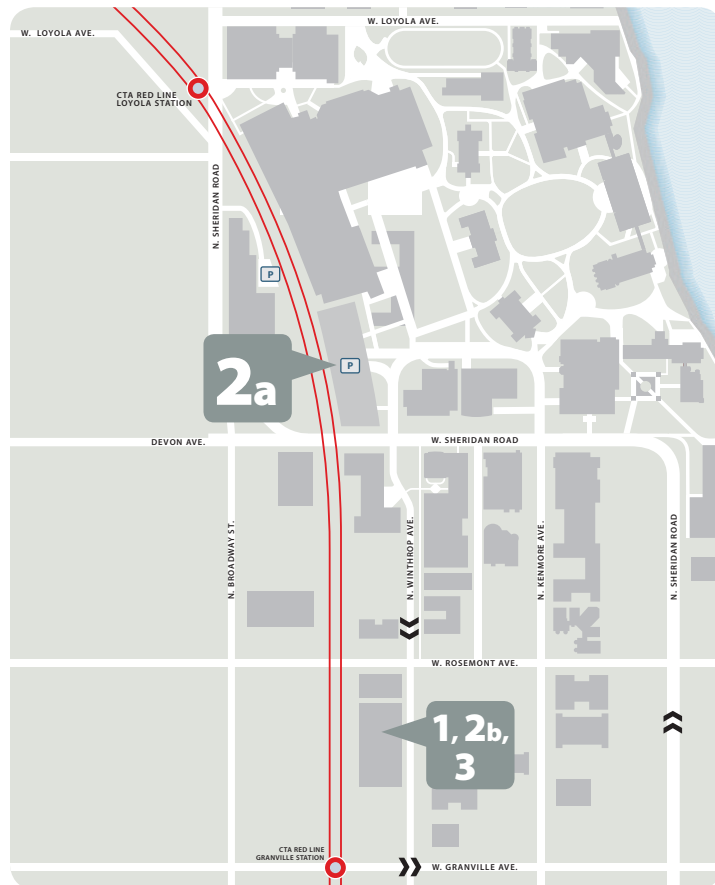 W. LOYOLA AVE.
W. LOYOLA AVE.
CTA RED LINE
LOYOLA STATION
N. SHERIDAN ROAD
P
P
2a
DEVON AVE.
W. SHERIDAN ROAD
N. BROADWAY ST.
N. WINTHROP AVE.
N. KENMORE AVE.
N. SHERIDAN ROAD
W. ROSEMONT AVE.
1, 2b,
3
CTA RED LINE
GRANVILLE STATION
W. GRANVILLE AVE.